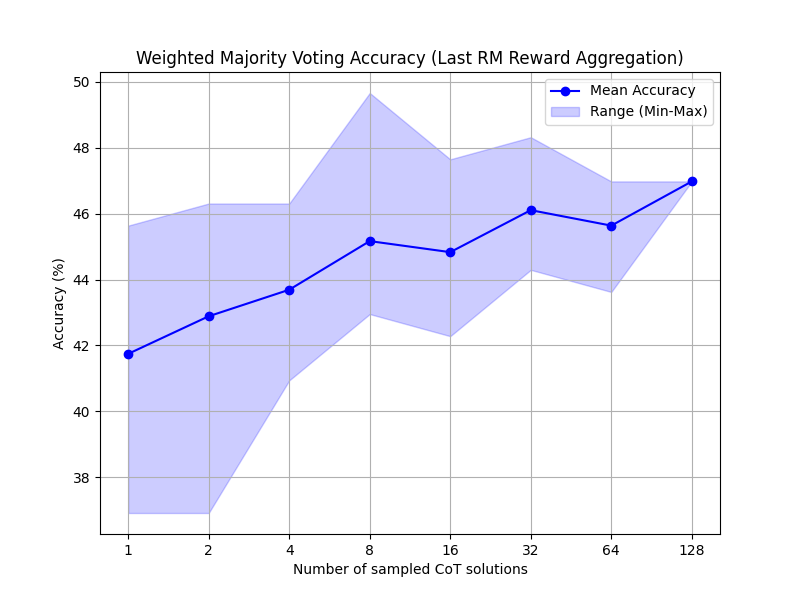 Weighted Majority Voting Accuracy (Last RM Reward Aggregation)
Mean Accuracy
Range (Min-Max)
Accuracy (%)
50
48
46
44
42
40
38
1 2 4 8 16 32 64 128
Number of sampled CoT solutions